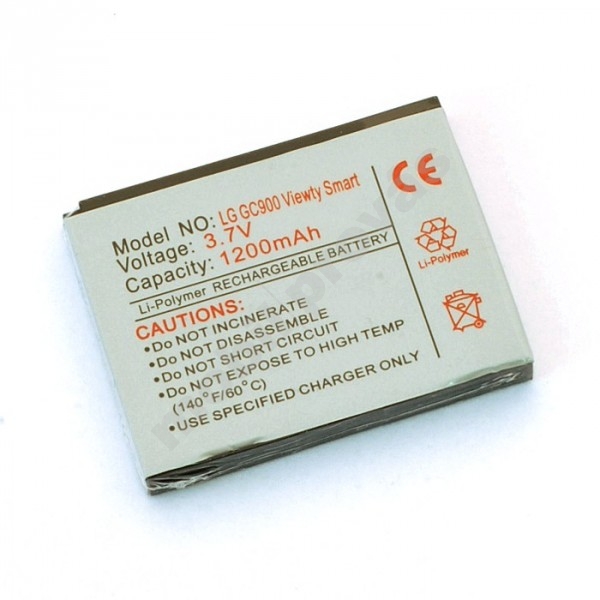 Model NO: LG GC900 Viewty Smart
Voltage: 3.7V
Capacity: 1200mAh
Li-Polymer RECHARGEABLE BATTERY
CE
Li-Polymer
CAUTIONS:
•Do NOT INCINERATE
•Do NOT DISASSEMBLE
•Do NOT SHORT CIRCUIT
•Do NOT EXPOSE TO HIGH TEMP
(140°F/60°C)
•USE SPECIFIED CHARGER ONLY